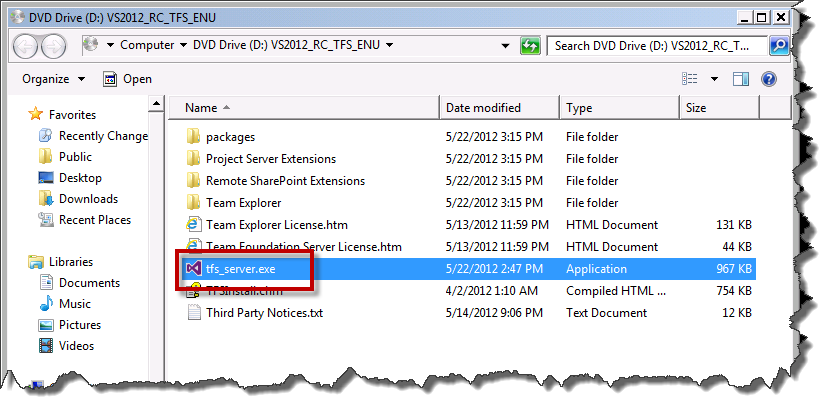 DVD Drive (D:) VS2012_RC_TFS_ENU
Computer DVD Drive (D:) VS2012_RC_TFS_ENU Search DVD Drive (D:) VS2012_RC_T...
Organize Open
Favorites
Recently Change
Public
Desktop
Downloads
Recent Places
Libraries
Documents
Music
Pictures
Videos
Name Date modified Type Size
packages 5/22/2012 3:15 PM File folder
Project Server Extensions 5/22/2012 3:15 PM File folder
Remote SharePoint Extensions 5/22/2012 3:15 PM File folder
Team Explorer 5/22/2012 3:15 PM File folder
Team Explorer License.htm 5/13/2012 11:59 PM HTML Document 131 KB
Team Foundation Server License.htm 5/13/2012 11:59 PM HTML Document 44 KB
tfs_server.exe 5/22/2012 2:47 PM Application 967 KB
TFSInstall.chm 4/2/2012 1:10 AM Compiled HTML ... 754 KB
Third Party Notices.txt 5/14/2012 9:06 PM Text Document 12 KB